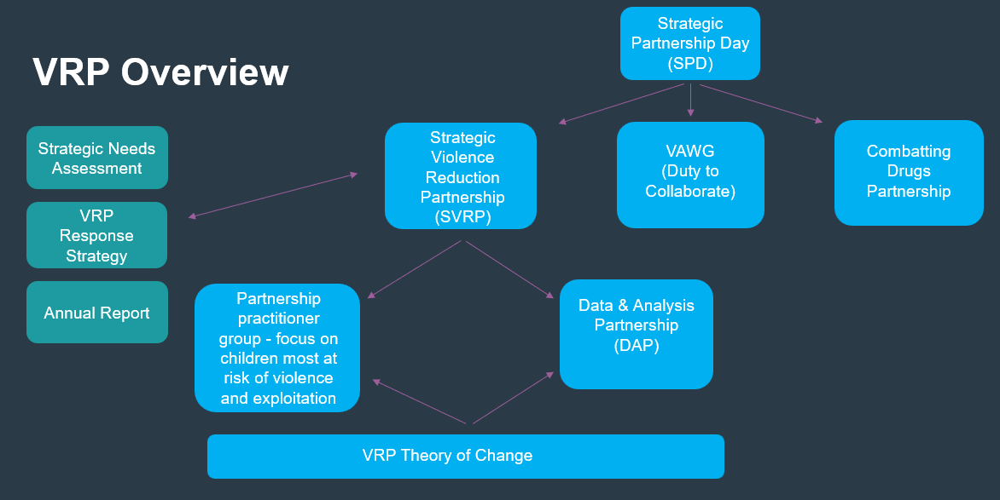 VRP Overview
Strategic
Partnership Day
(SPD)
Strategic Needs
Assessment
VRP
Response
Strategy
Annual Report
Strategic
Violence
Reduction
Partnership
(SVRP)
VAWG
(Duty to
Collaborate)
Combatting
Drugs
Partnership
Partnership
practitioner
group - focus on
children most at
risk of violence
and exploitation
Data & Analysis
Partnership
(DAP)
VRP Theory of Change